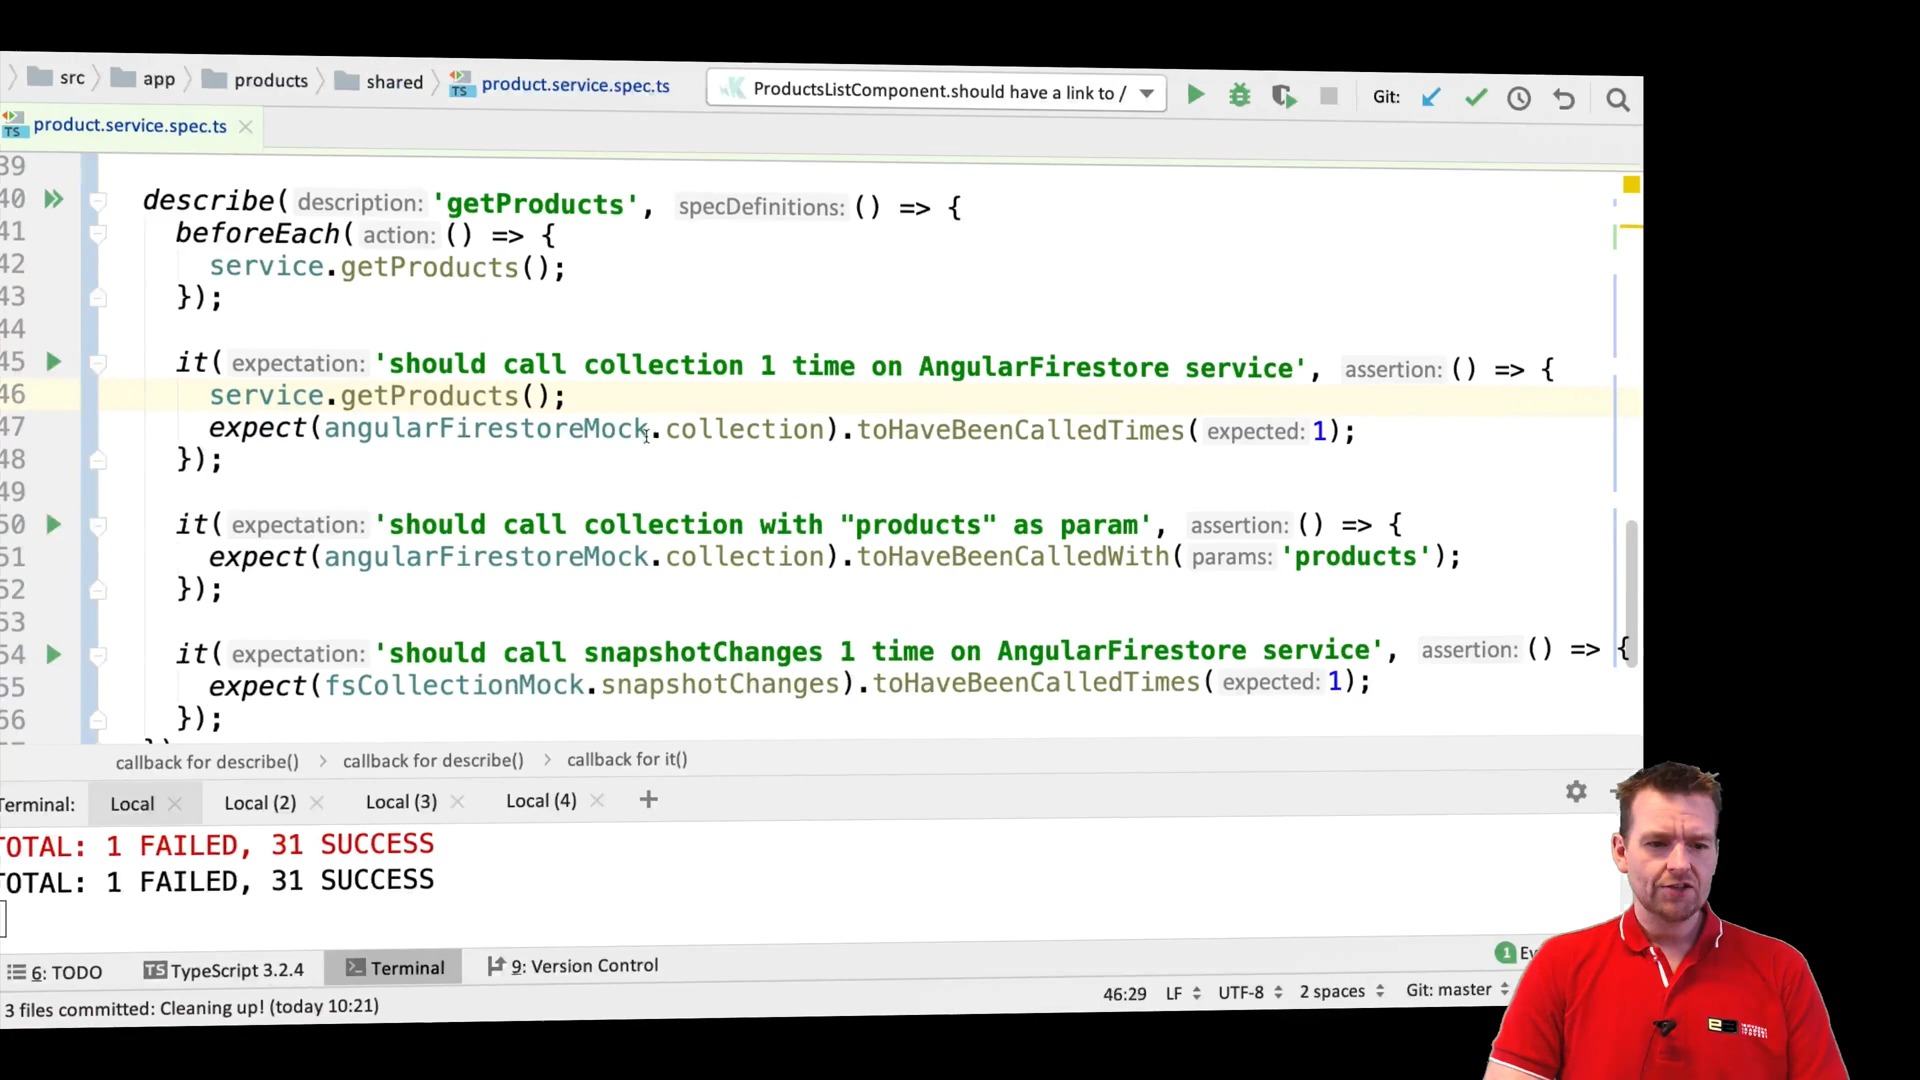 src app products shared product.service.spec.ts ProductsListComponent.should have a link to / Git:
product.service.spec.ts
39
40 describe( description: 'getProducts', specDefinitions: () => {
41 beforeEach( action: () => {
42 service.getProducts();
43 });
44
45 it( expectation: 'should call collection 1 time on AngularFirestore service', assertion: () => {
46 service.getProducts();
47 expect(angularFirestoreMock.collection).toHaveBeenCalledTimes( expected: 1);
48 });
49
50 it( expectation: 'should call collection with "products" as param', assertion: () => {
51 expect(angularFirestoreMock.collection).toHaveBeenCalledWith( params: 'products');
52 });
53
54 it( expectation: 'should call snapshotChanges 1 time on AngularFirestore service', assertion: () => {
55 expect(fsCollectionMock.snapshotChanges).toHaveBeenCalledTimes( expected: 1);
56 });
callback for describe() > callback for describe() > callback for it()
Terminal: Local Local (2) Local (3) Local (4)
TOTAL: 1 FAILED, 31 SUCCESS
TOTAL: 1 FAILED, 31 SUCCESS
6: TODO TypeScript 3.2.4 Terminal 9: Version Control 1 Ev
3 files committed: Cleaning up! (today 10:21) 46:29 LF UTF-8 2 spaces Git: master